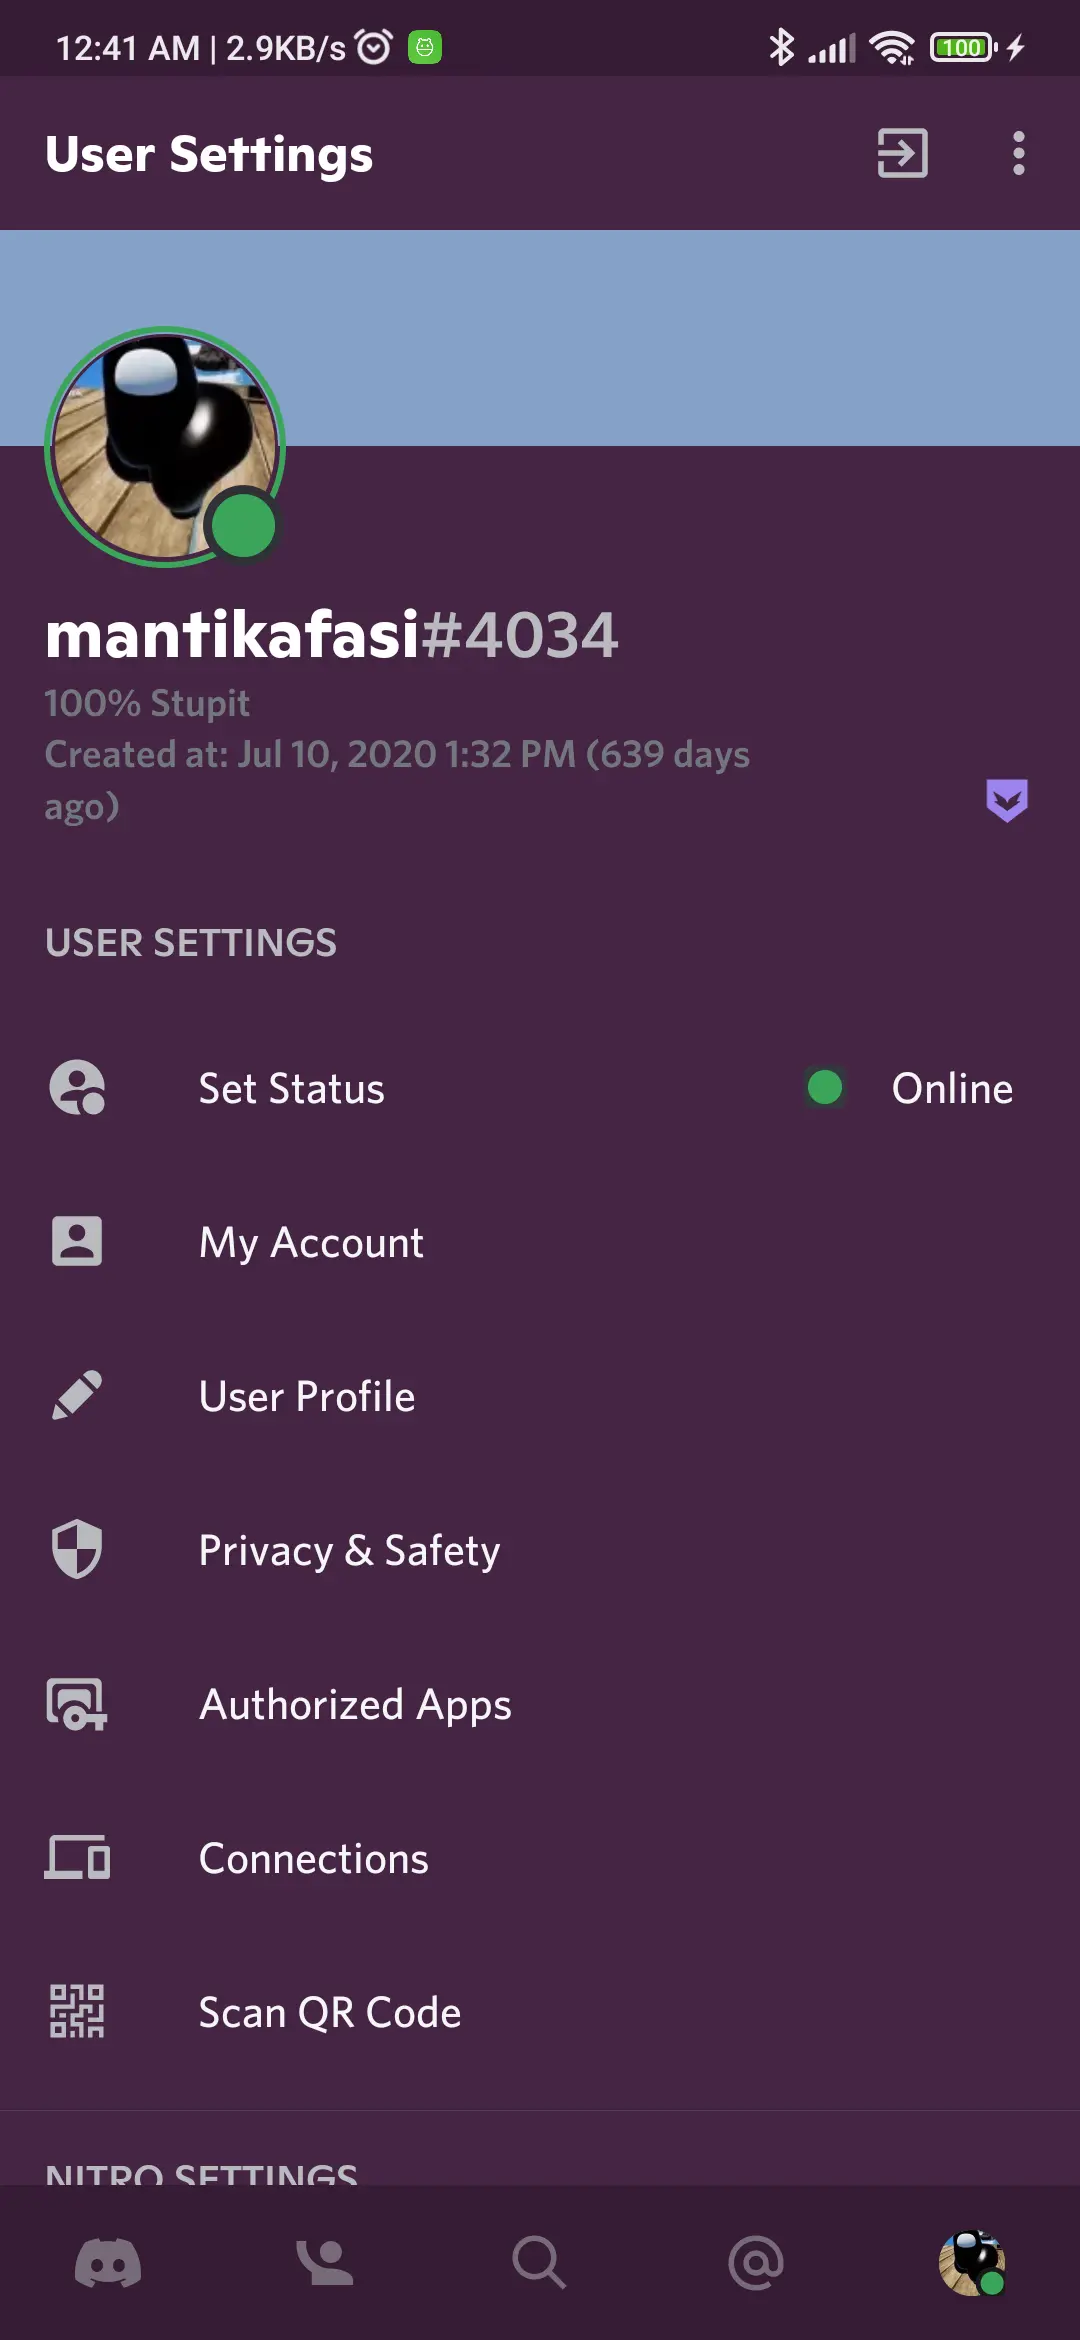 12:41 AM | 2.9KB/s 100
User Settings
mantikafasi#4034
100% Stupit
Created at: Jul 10, 2020 1:32 PM (639 days
ago)
USER SETTINGS
Set Status Online
My Account
User Profile
Privacy & Safety
Authorized Apps
Connections
Scan QR Code
NITRO SETTINGS